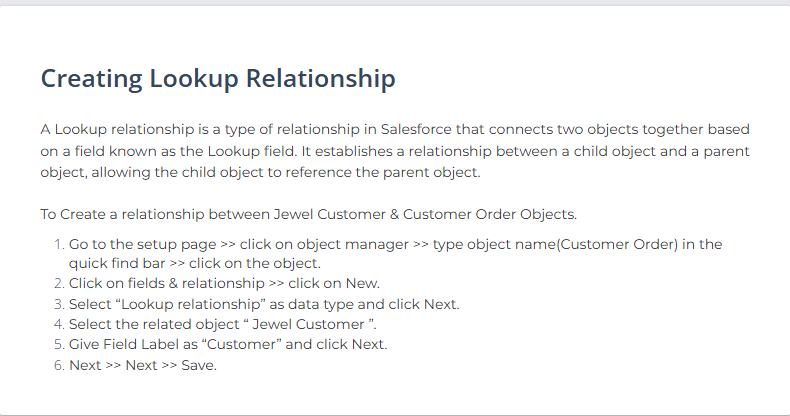 Creating Lookup Relationship
A Lookup relationship is a type of relationship in Salesforce that connects two objects together based
on a field known as the Lookup field. It establishes a relationship between a child object and a parent
object, allowing the child object to reference the parent object.
To Create a relationship between Jewel Customer & Customer Order Objects.
1. Go to the setup page >> click on object manager >> type object name(Customer Order) in the
quick find bar >> click on the object.
2. Click on fields & relationship >> click on New.
3. Select “Lookup relationship” as data type and click Next.
4. Select the related object “ Jewel Customer ”.
5. Give Field Label as “Customer” and click Next.
6. Next >> Next >> Save.